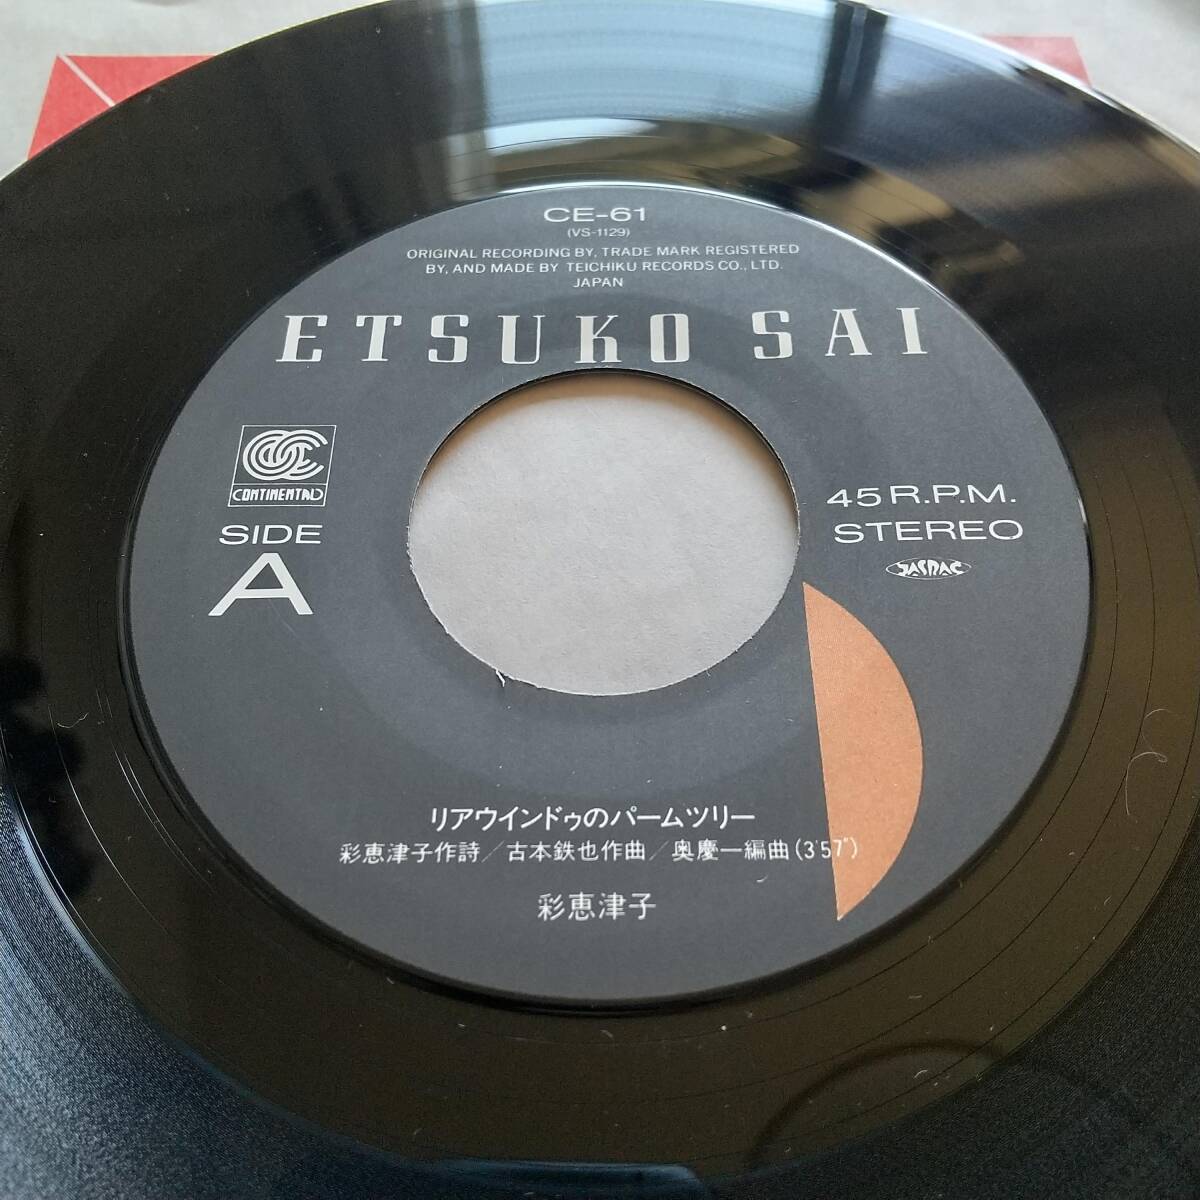 CE-61
(VS-1129)
ORIGINAL RECORDING BY, TRADE MARK REGISTERED
BY, AND MADE BY TEICHIKU RECORDS CO., LTD.
JAPAN
ETSUKO SAI
CONTINENTAL
SIDE
A
45 R.P.M.
STEREO
JASRAC
リアウインドゥのパームツリー
彩恵津子作詩/古本鉄也作曲/奥慶一編曲(3'57")
彩恵津子